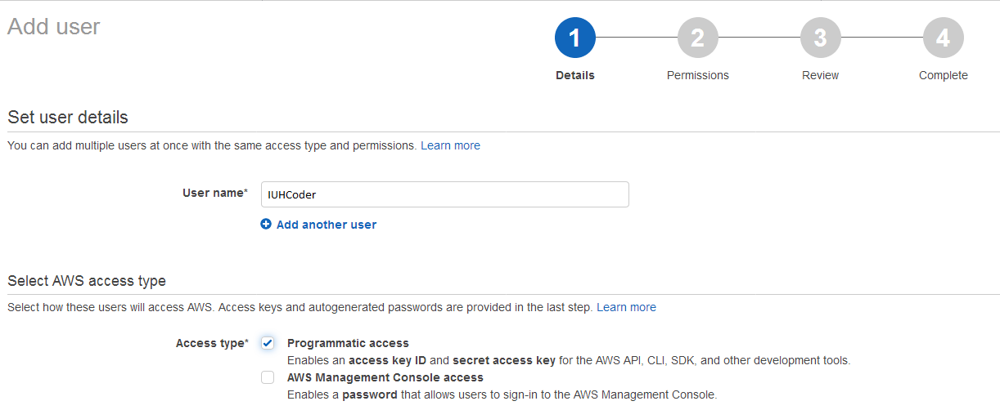 Add user
1
2
3
4
Details
Permissions
Review
Complete
Set user details
You can add multiple users at once with the same access type and permissions. Learn more
User name*
IUHCoder
Add another user
Select AWS access type
Select how these users will access AWS. Access keys and autogenerated passwords are provided in the last step. Learn more
Access type*
Programmatic access
Enables an access key ID and secret access key for the AWS API, CLI, SDK, and other development tools.
AWS Management Console access
Enables a password that allows users to sign-in to the AWS Management Console.